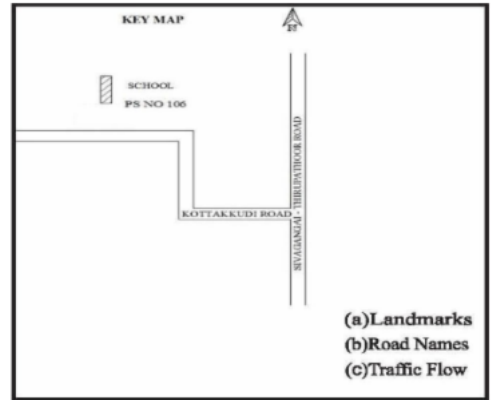 KEY MAP
SCHOOL
PS NO 106
KOTTAKKUDI ROAD
SIVAGANGAI - THIRUPATHOOR ROAD
(a)Landmarks
(b)Road Names
(c)Traffic Flow